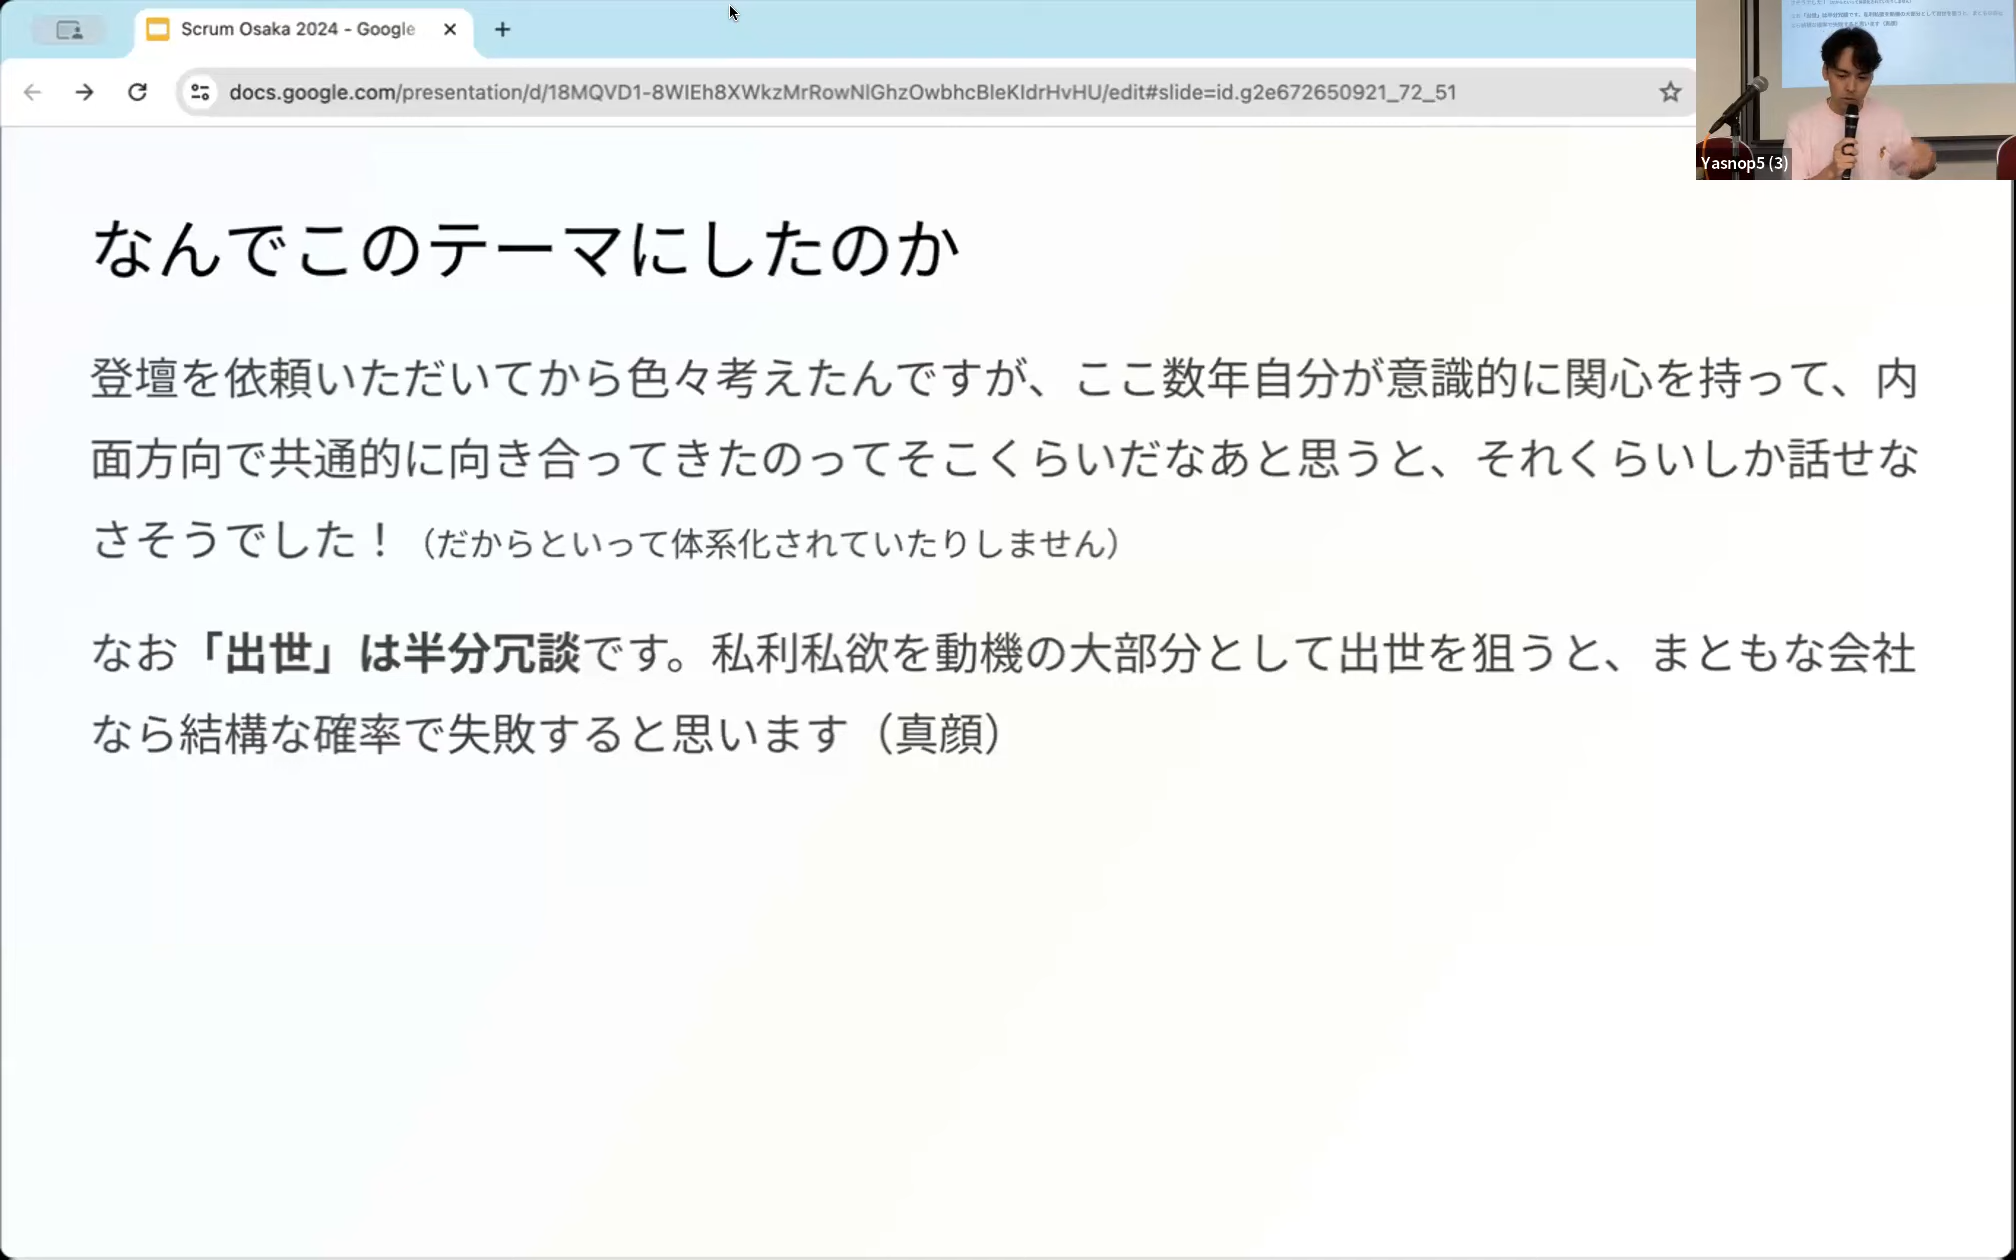 Scrum Osaka 2024 - Google
docs.google.com/presentation/d/18MQVD1-8WIEh8XWkzMrRowNlGhzOwbhcBleKldrHvHU/edit#slide=id.g2e672650921_72_51
Yasnop5 (3)
なんでこのテーマにしたのか
登壇を依頼いただいてから色々考えたんですが、ここ数年自分が意識的に関心を持って、内
面方向で共通的に向き合ってきたのってそこくらいだなあと思うと、それくらいしか話せな
さそうでした！（だからといって体系化されていたりしません）
なお「出世」は半分冗談です。私利私欲を動機の大部分として出世を狙うと、まともな会社
なら結構な確率で失敗すると思います（真顔）